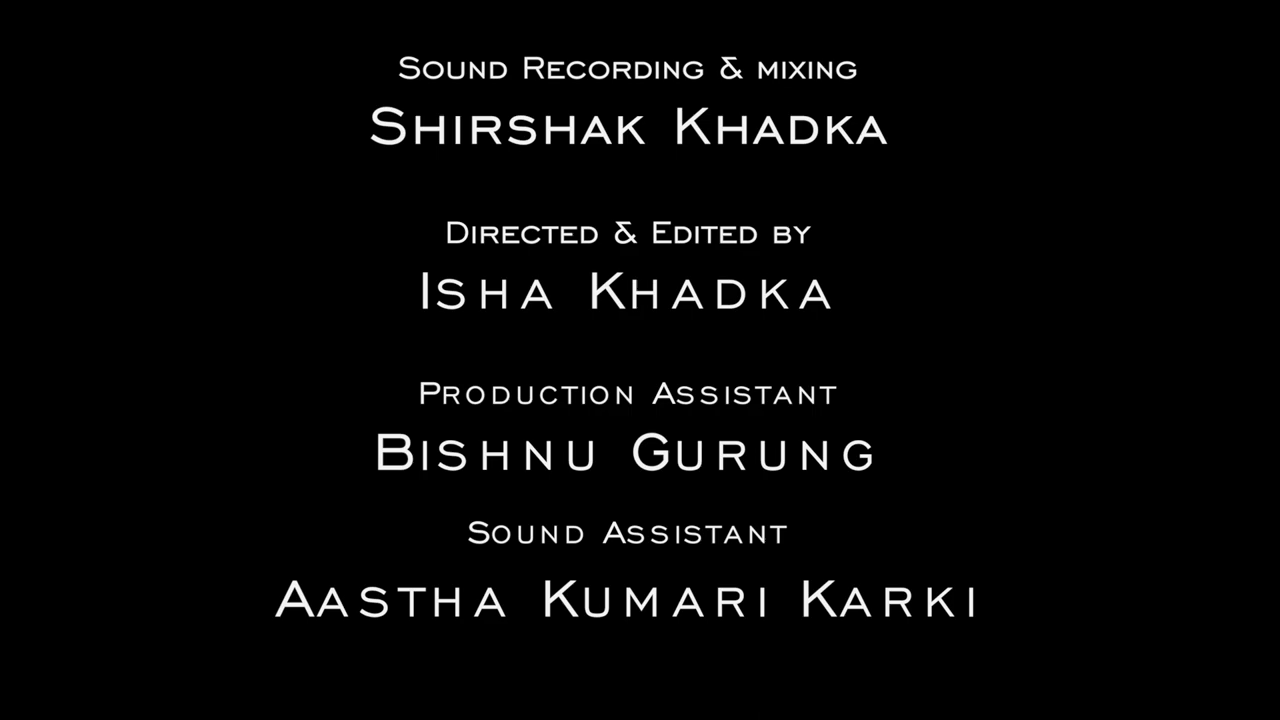 Sound Recording & mixing
Shirshak Khadka
Directed & Edited by
Isha Khadka
Production Assistant
Bishnu Gurung
Sound Assistant
Aastha Kumari Karki